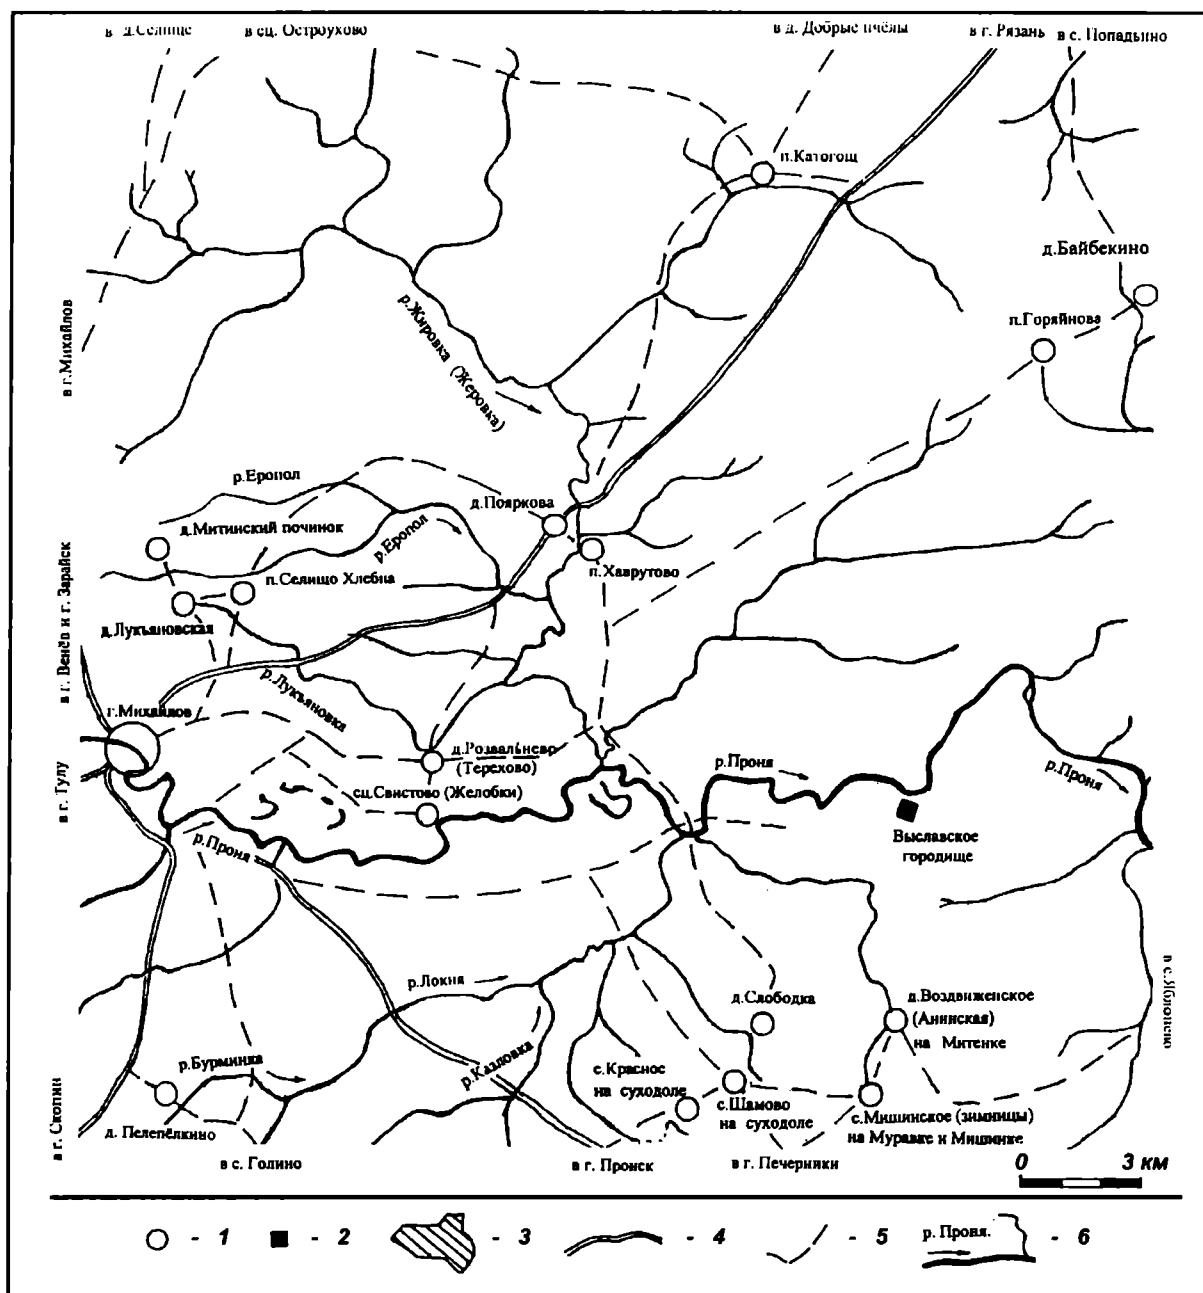 в д.Селище
в сц. Остроухово
в д. Добрые пчёлы
в г. Рязань
в с. Попадьино
п.Катогощ
д.Байбекино
п.Горяйнова
в г.Михайлов
р.Жировка (Жеровка)
р.Еропол
д.Пояркова
д.Митинский починок
р.Еропол
п.Селищо Хлебна
п.Хаврутово
в г. Венёв и г. Зарайск
д.Лукьяновская
р.Лукьяновка
г.Михайлов
д.Розвальнево
(Терехово)
р.Проня
р.Проня
в г. Тулу
сц.Свистово (Желобки)
Выславское
городище
р.Проня
р.Локня
д.Слободка
д.Воздвиженское
(Анинская)
на Митенке
в с.Яблонево
р.Бурминка
р.Казловка
с.Красное
на суходоле
с.Шамово
на суходоле
с.Мишинское (зимницы)
на Муравке и Мишинке
в г. Скопин
д. Пелепёлкино
в с. Голино
в г. Пронск
в г. Печерники
0 3 км
- 1 - 2 - 3 - 4 - 5 р. Проня. - 6